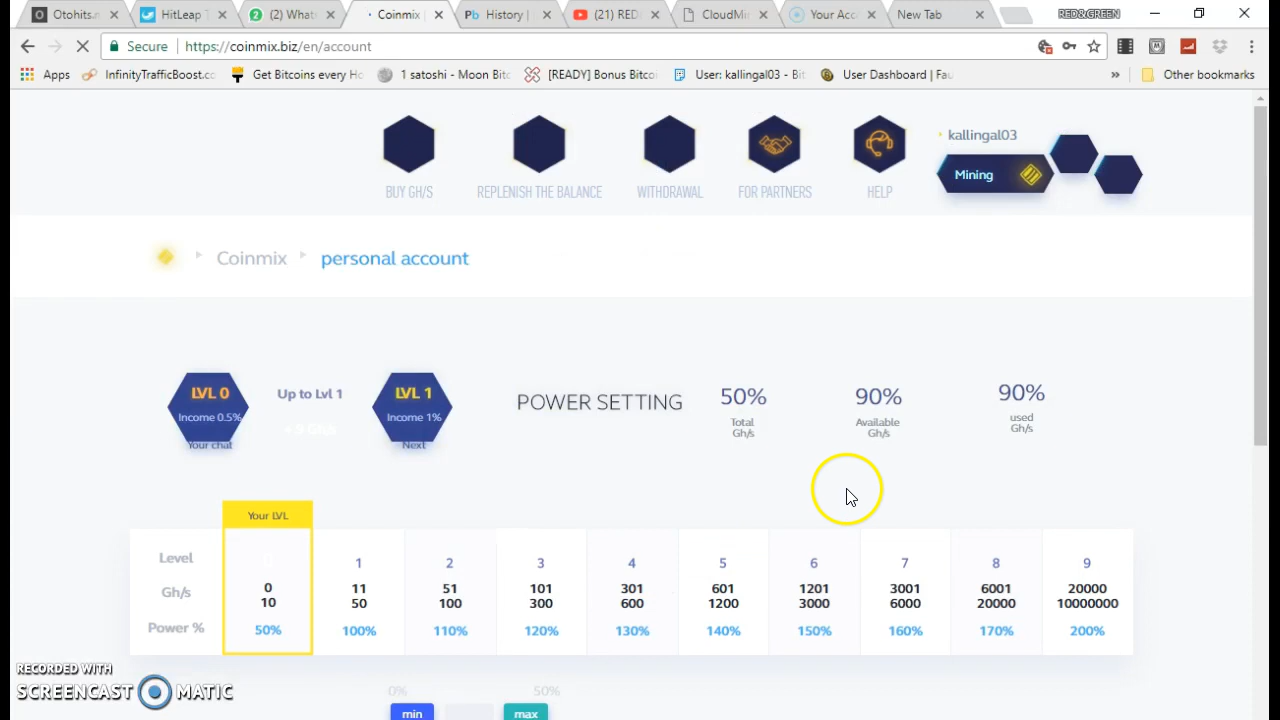 Otohits.n
HitLeap T
(2) Whats
Coinmix
History |
(21) RED
CloudMin
Your Acc
New Tab
RED&GREEN
Secure
https://coinmix.biz/en/account
Apps
InfinityTrafficBoost.co
Get Bitcoins every Ho
1 satoshi - Moon Bitc
[READY] Bonus Bitcoi
User: kallingal03 - Bit
User Dashboard | Fau
»
Other bookmarks
BUY GH/S
REPLENISH THE BALANCE
WITHDRAWAL
FOR PARTNERS
HELP
kallingal03
Mining
Coinmix
personal account
LVL 0
Income 0.5%
Your chat
Up to Lvl 1
LVL 1
Income 1%
Next
POWER SETTING
50%
Total
Gh/s
90%
Available
Gh/s
90%
used
Gh/s
Your LVL
Level 1 2 3 4 5 6 7 8 9
Gh/s
0 11 51 101 301 601 1201 3001 6001 20000
10 50 100 300 600 1200 3000 6000 20000 10000000
Power % 50% 100% 110% 120% 130% 140% 150% 160% 170% 200%
0% 50%
min max
RECORDED WITH
SCREENCAST MATIC